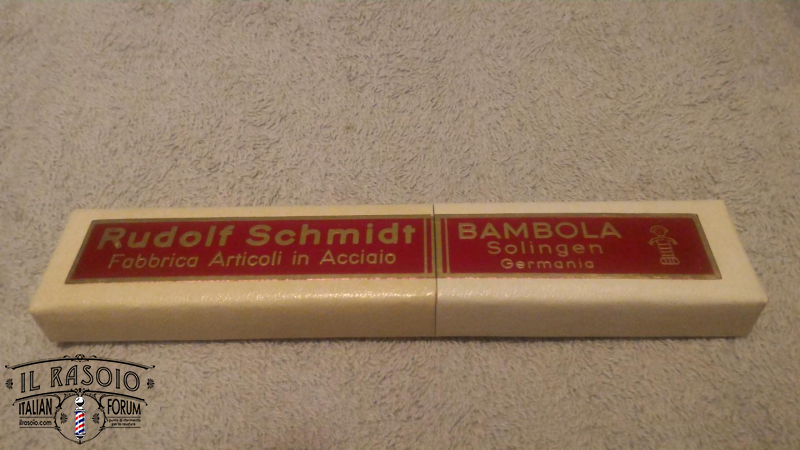 Rudolf Schmidt
Fabbrica Articoli in Acciaio
BAMBOLA
Solingen
Germania
IL RASOIO
ITALIAN FORUM
ilrasoio.com